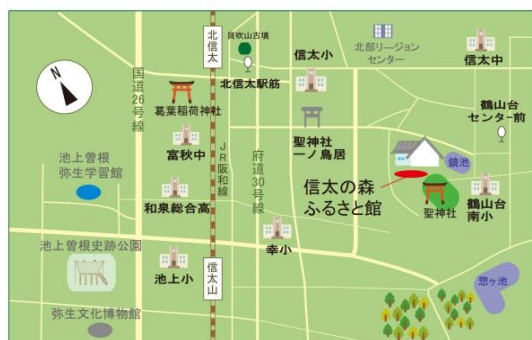 北信太
貝吹山古墳
北信太駅筋
信太小
北部リージョン
センター
信太中
N
国道26号線
葛葉稲荷神社
JR阪和線
府道30号線
聖神社
一ノ鳥居
鶴山台
センター前
富秋中
池上曽根
弥生学習館
鏡池
信太の森
ふるさと館
和泉総合高
聖神社
鶴山台
南小
幸小
池上曽根史跡公園
池上小
信太山
惣ヶ池
弥生文化博物館